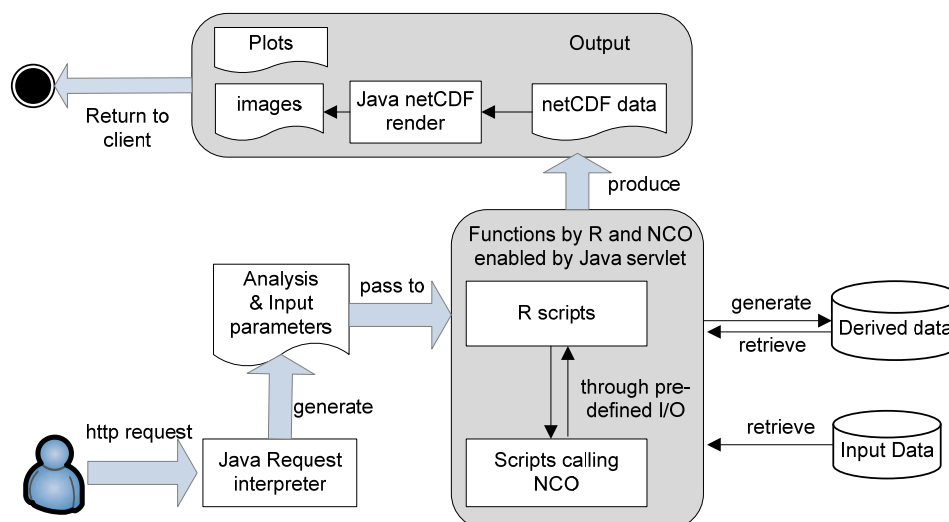 Plots
Output
images
Java netCDF
render
netCDF data
Return to
client
produce
Functions by R and NCO
enabled by Java servlet
Analysis
& Input
parameters
pass to
R scripts
generate
Derived data
retrieve
through pre-
defined I/O
generate
http request
Java Request
interpreter
Scripts calling
NCO
retrieve
Input Data